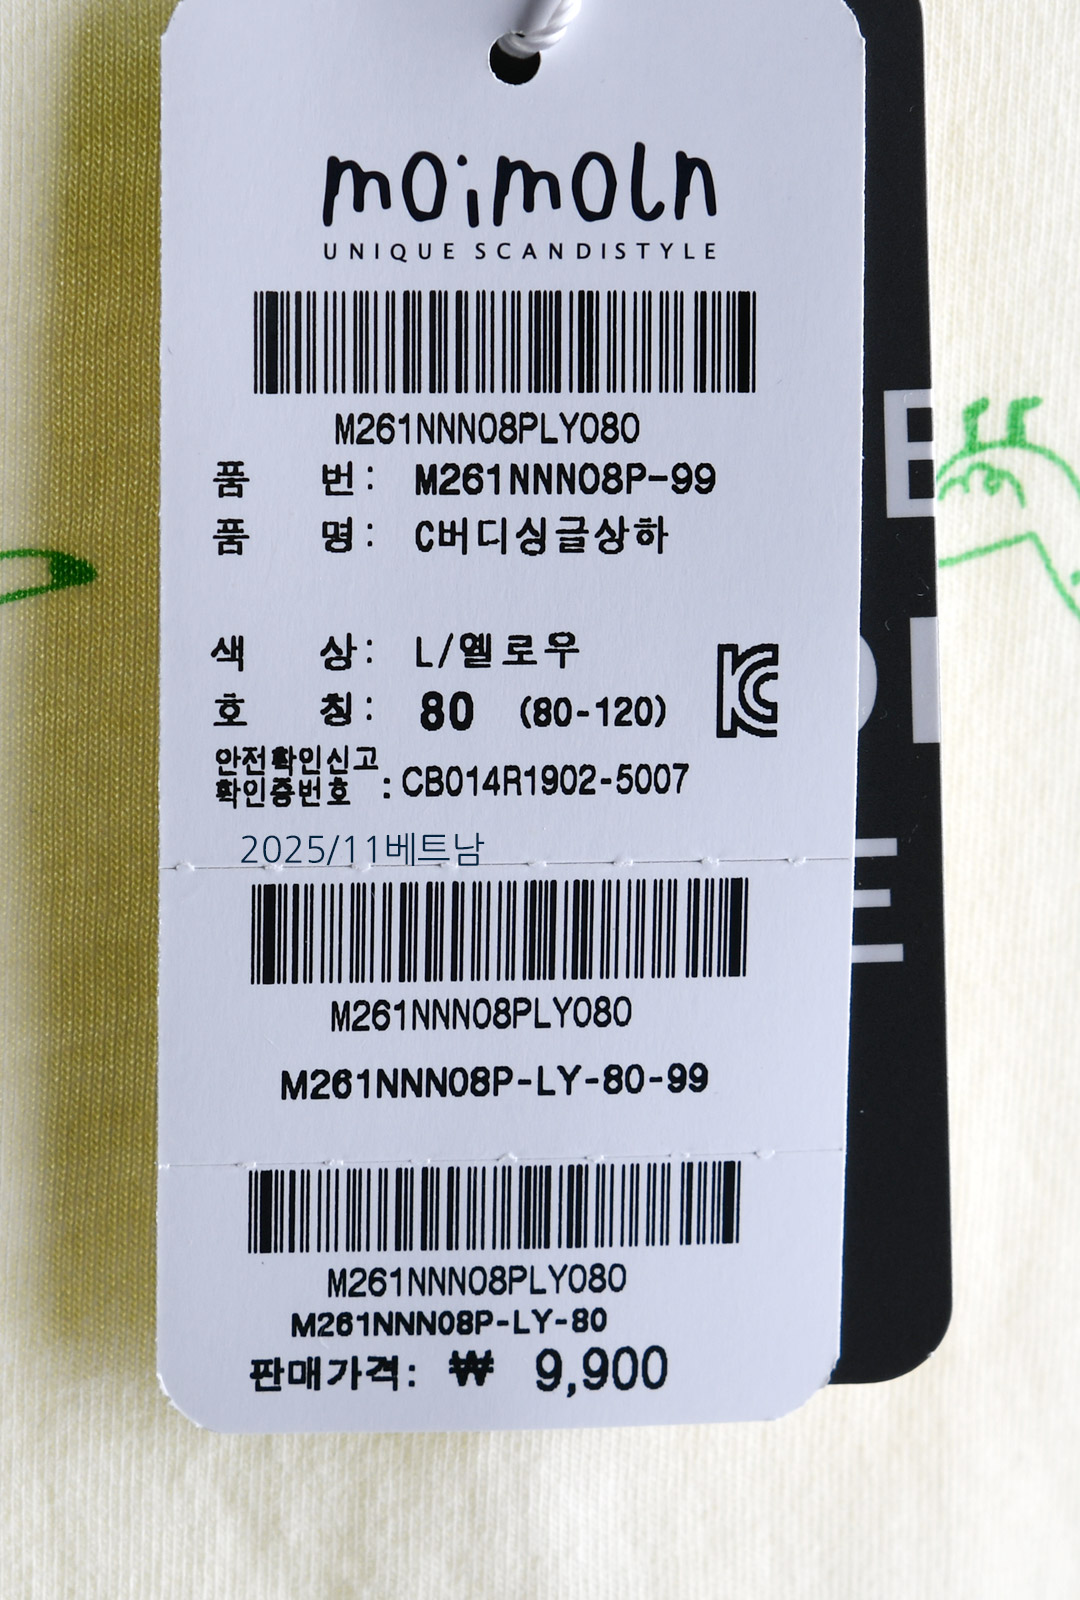 moimoln
UNIQUE SCANDISTYLE
M261NNN08PLY080
품 번: M261NNN08P-99
품 명: C버디싱글상하
색 상: L/옐로우
호 칭: 80 (80-120)
안전확인신고
확인증번호 : CB014R1902-5007
2025/11베트남
M261NNN08PLY080
M261NNN08P-LY-80-99
M261NNN08PLY080
M261NNN08P-LY-80
판매가격: ₩ 9,900
E
E